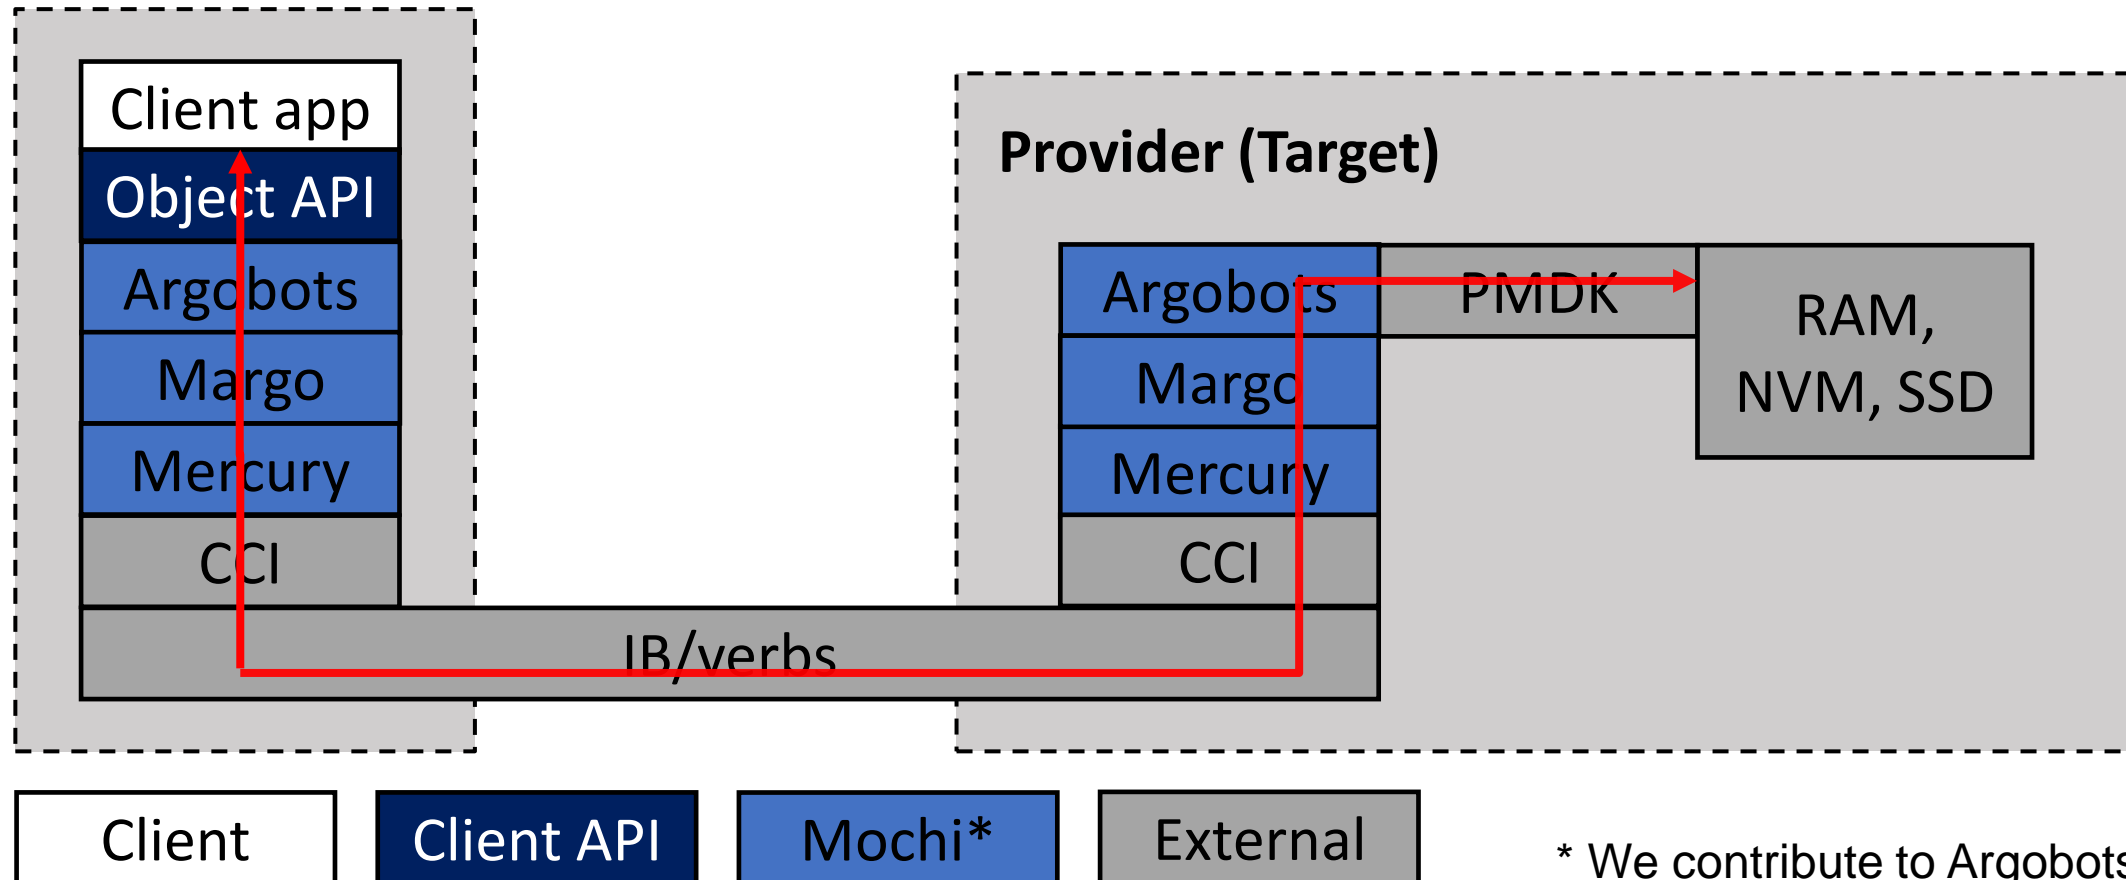 Client app
Object API
Argobots
Margo
Mercury
CCI
IB/verbs
Provider (Target)
Argobots
PMDK
RAM,
NVM, SSD
Margo
Mercury
CCI
Client
Client API
Mochi*
External
* We contribute to Argobots